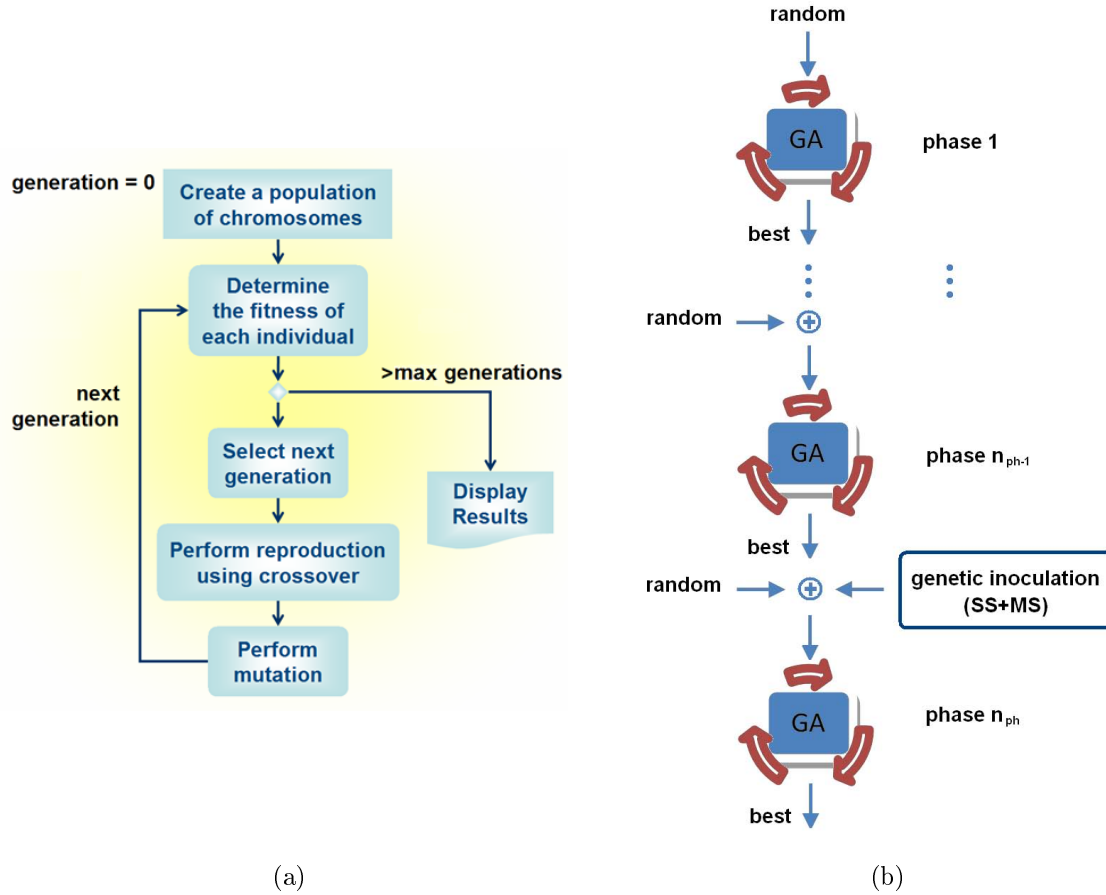 generation = 0
Create a population
of chromosomes
Determine
the fitness of
each individual
>max generations
next
generation
Select next
generation
Display
Results
Perform reproduction
using crossover
Perform
mutation
(a)
random
GA
phase 1
best
random
GA
phase n ph-1
best
random
genetic inoculation
(SS+MS)
GA
phase n ph
best
(b)